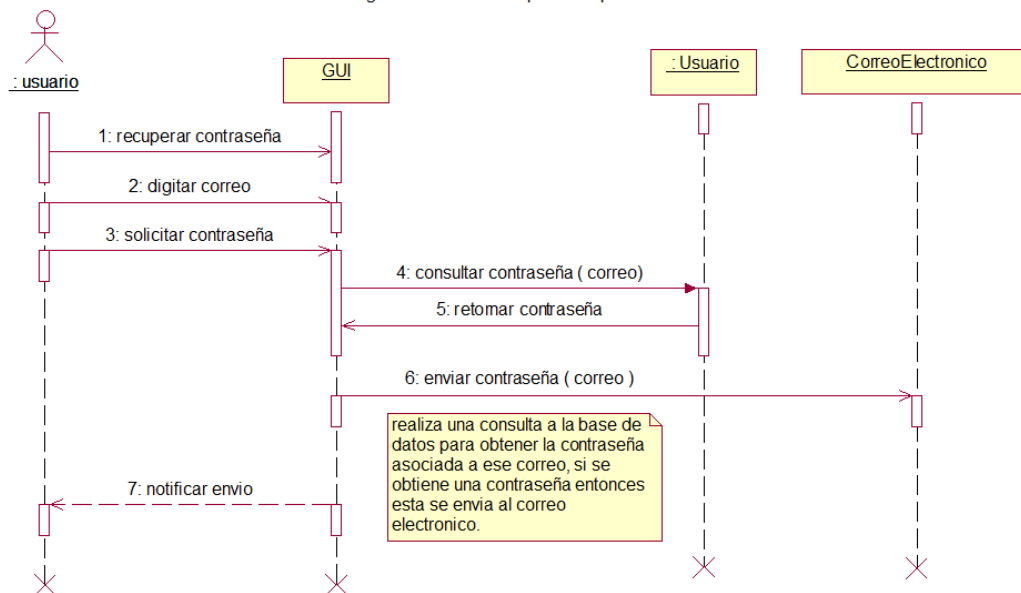 : usuario
GUI
: Usuario
CorreoElectronico
1: recuperar contraseña
2: digitar correo
3: solicitar contraseña
4: consultar contraseña ( correo)
5: retornar contraseña
6: enviar contraseña ( correo )
realiza una consulta a la base de
datos para obtener la contraseña
asociada a ese correo, si se
obtiene una contraseña entonces
esta se envia al correo
electronico.
7: notificar envio